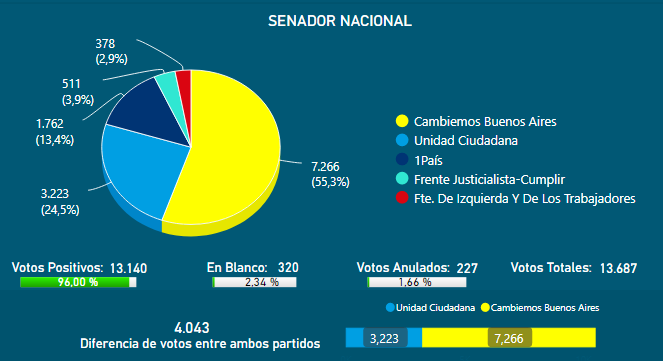 SENADOR NACIONAL
378
(2,9%)
511
(3,9%)
1.762
(13,4%)
3.223
(24,5%)
7.266
(55,3%)
Cambiemos Buenos Aires
Unidad Ciudadana
1País
Frente Justicialista-Cumplir
Fte. De Izquierda Y De Los Trabajadores
Votos Positivos: 13.140
96,00 %
En Blanco: 320
2,34 %
Votos Anulados: 227
1,66 %
Votos Totales: 13.687
Unidad Ciudadana Cambiemos Buenos Aires
4.043
Diferencia de votos entre ambos partidos
3,223 7,266